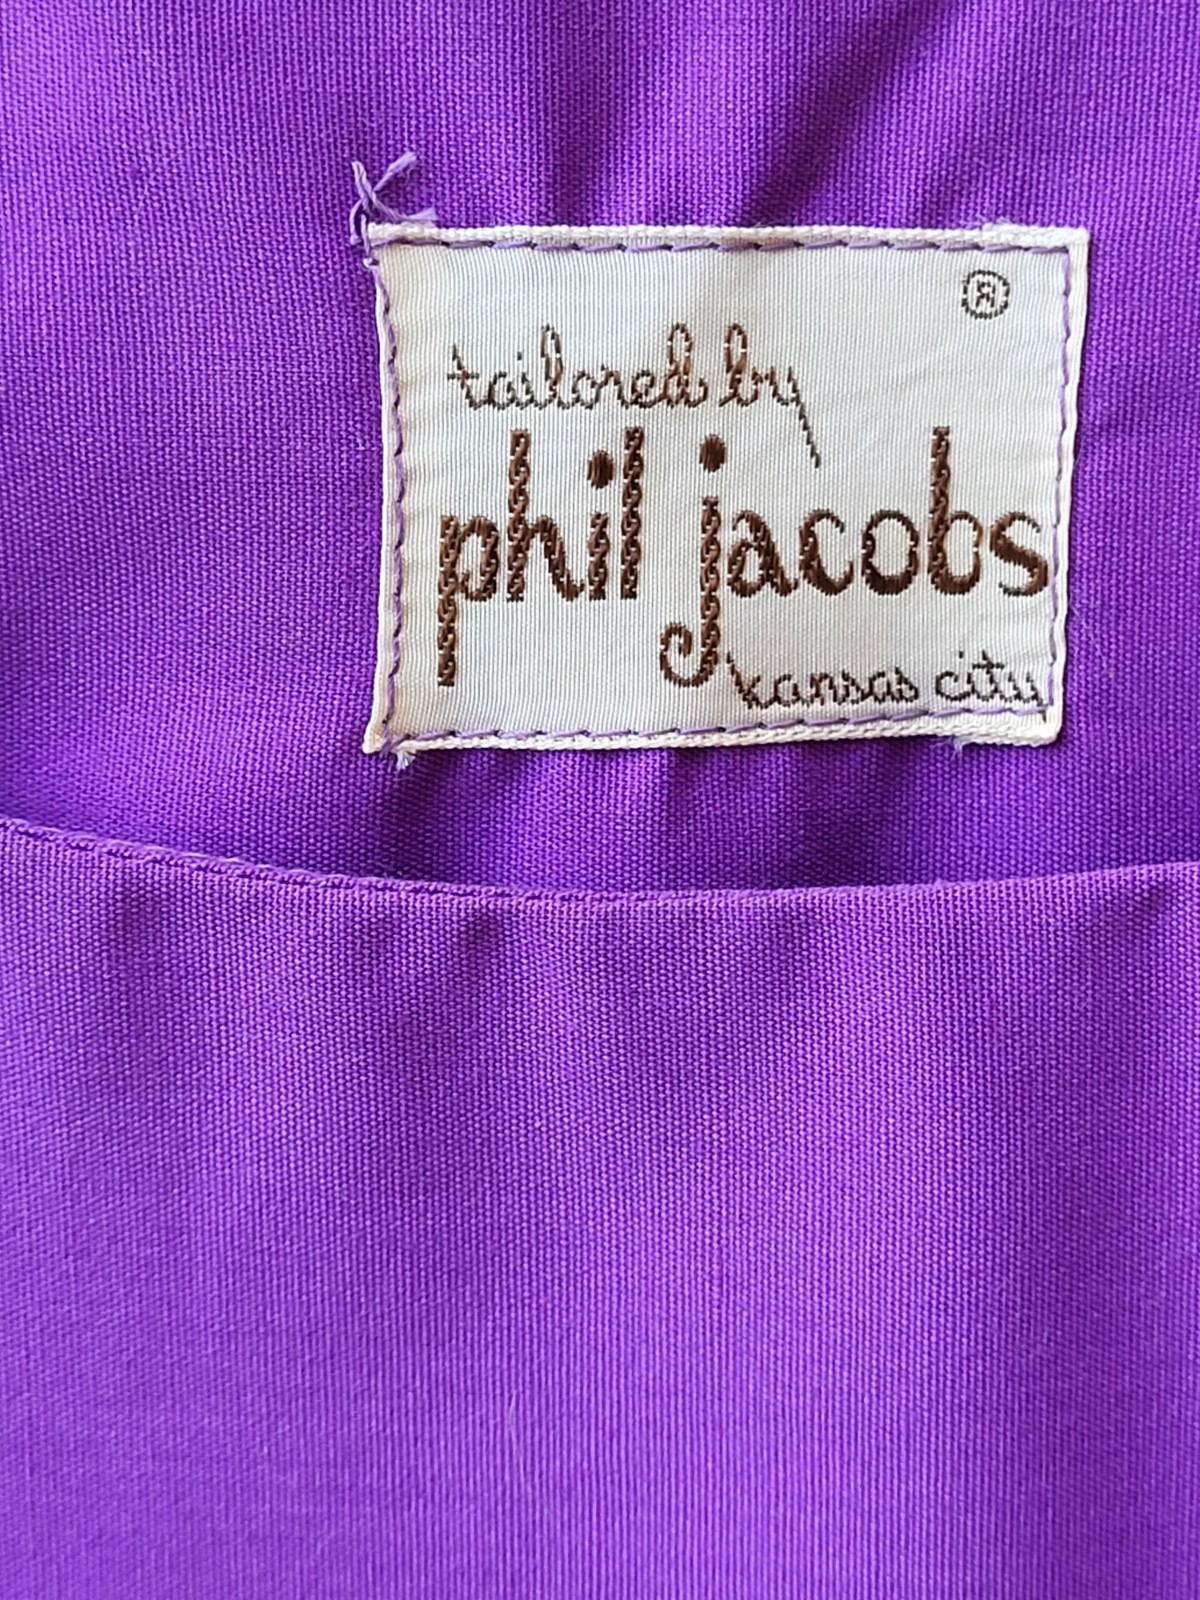 ®
tailored by
phil jacobs
kansas city